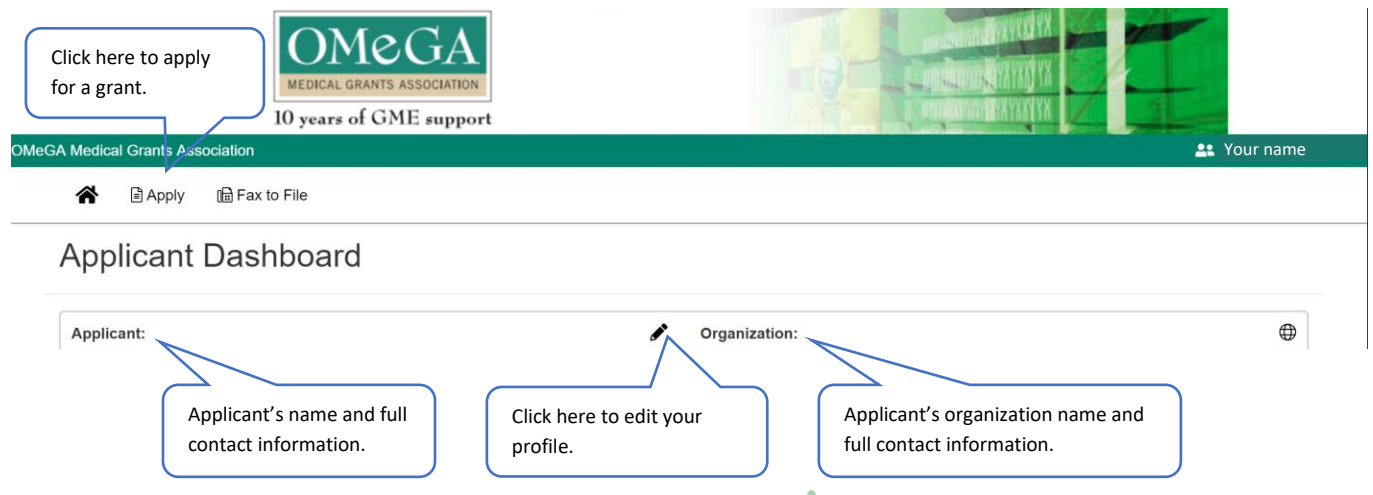 Click here to apply
for a grant.
OMeGA
MEDICAL GRANTS ASSOCIATION
10 years of GME support
OMeGA Medical Grants Association
Your name
Apply
Fax to File
Applicant Dashboard
Applicant:
Organization:
Applicant’s name and full
contact information.
Click here to edit your
profile.
Applicant’s organization name and
full contact information.